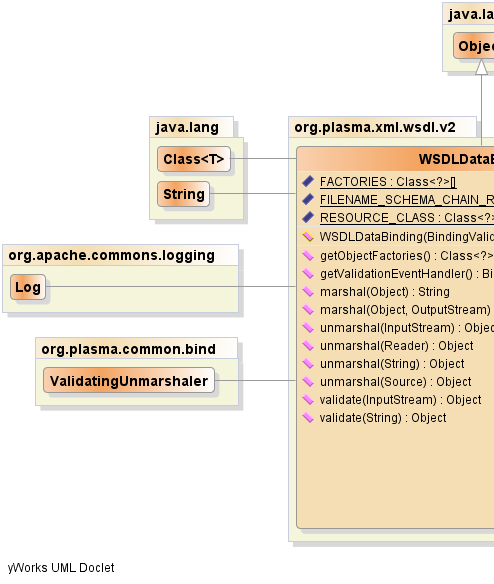 java.la
Objec
java.lang
Class<T>
String
org.plasma.xml.wsdl.v2
WSDLDataB
FACTORIES : Class<?>[]
FILENAME_SCHEMA_CHAIN_R
RESOURCE_CLASS : Class<?>
WSDLDataBinding(BindingValid
getObjectFactories() : Class<?>
getValidationEventHandler() : Bi
marshal(Object) : String
marshal(Object, OutputStream)
unmarshal(InputStream) : Objec
unmarshal(Reader) : Object
unmarshal(String) : Object
unmarshal(Source) : Object
validate(InputStream) : Object
validate(String) : Object
org.apache.commons.logging
Log
org.plasma.common.bind
ValidatingUnmarshaler
yWorks UML Doclet